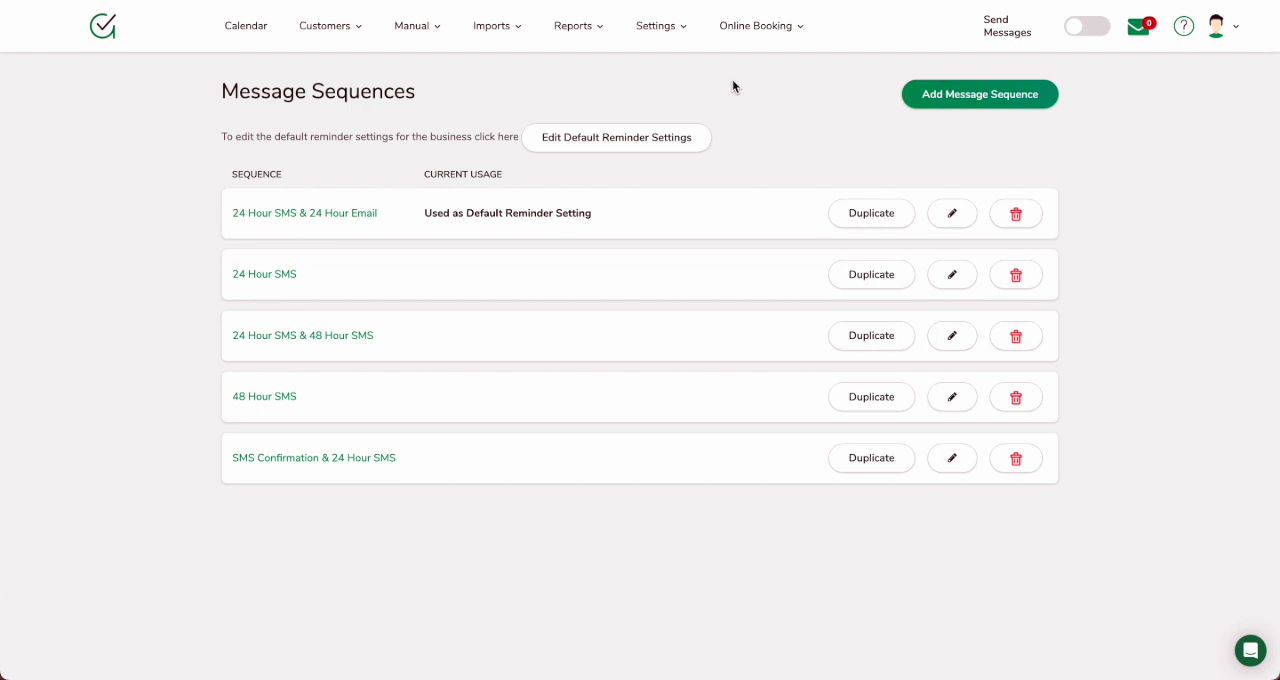 Calendar Customers Manual Imports Reports Settings Online Booking Send Messages 0 ?
Message Sequences
Add Message Sequence
To edit the default reminder settings for the business click here Edit Default Reminder Settings
SEQUENCE CURRENT USAGE
24 Hour SMS & 24 Hour Email Used as Default Reminder Setting Duplicate
24 Hour SMS Duplicate
24 Hour SMS & 48 Hour SMS Duplicate
48 Hour SMS Duplicate
SMS Confirmation & 24 Hour SMS Duplicate